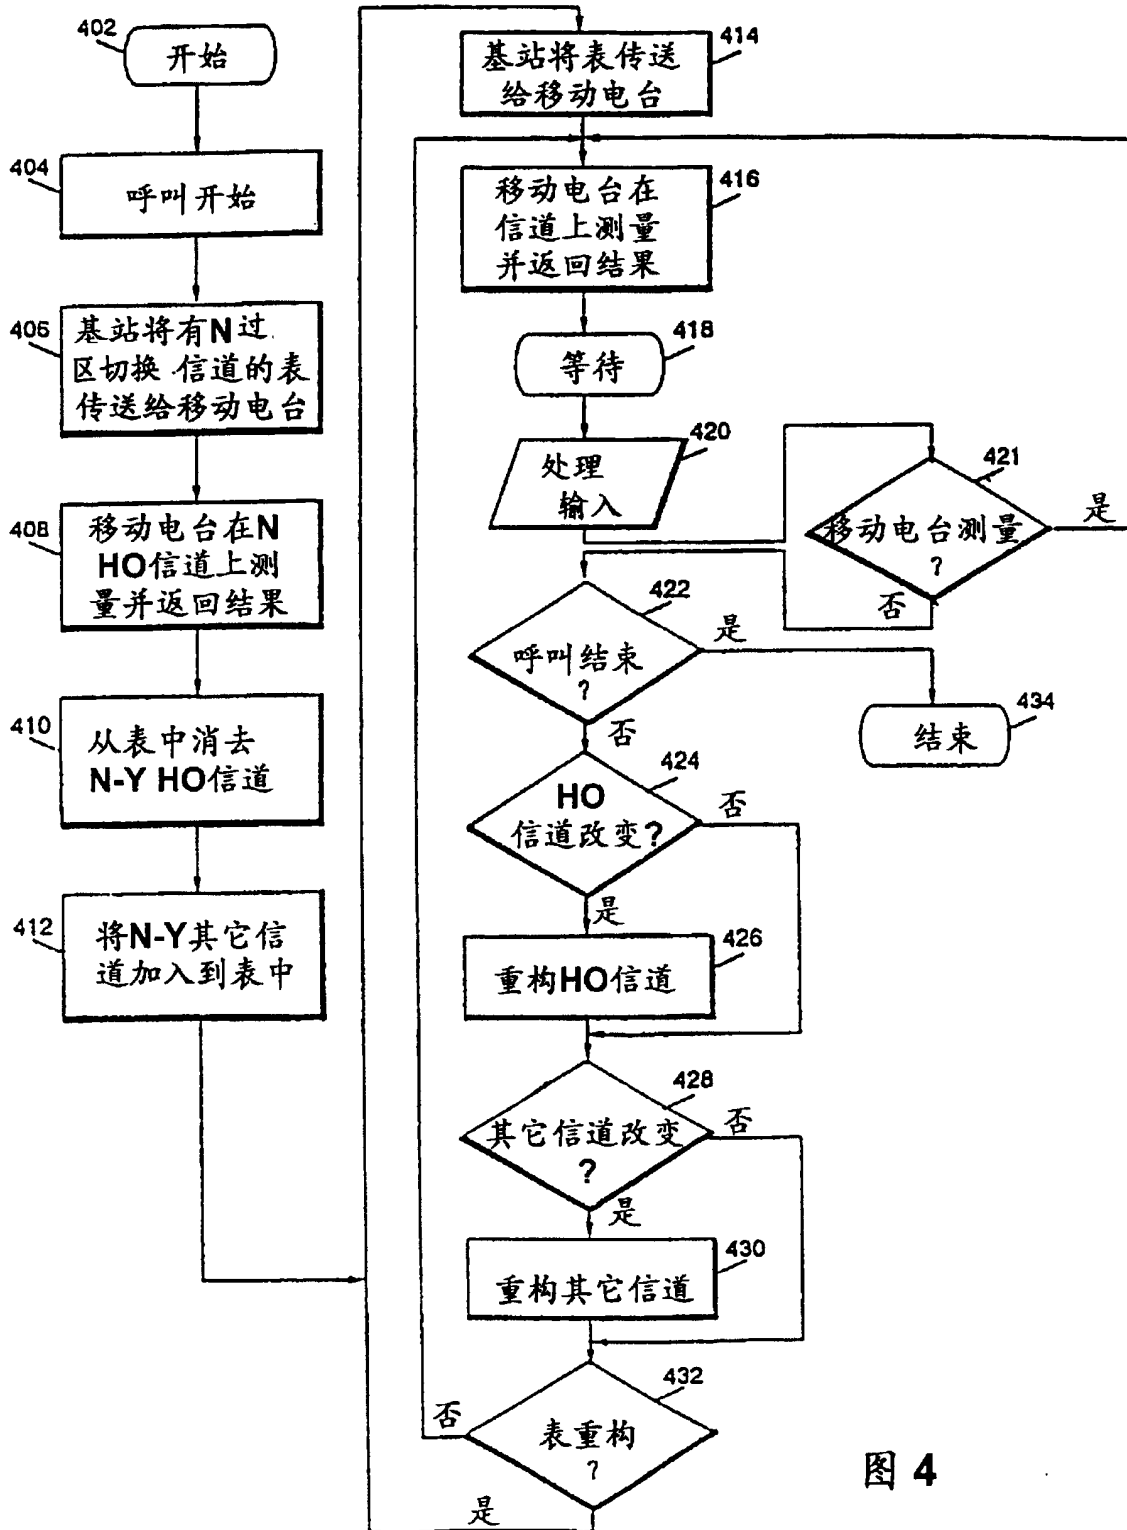 402
开始
404
呼叫开始
406
基站将有N过
区切换信道的表
传送给移动电台
408
移动电台在N
HO信道上测
量并返回结果
410
从表中消去
N-Y HO信道
412
将N-Y其它信
道加入到表中
414
基站将表传送
给移动电台
416
移动电台在
信道上测量
并返回结果
418
等待
420
处理
输入
421
移动电台测量
?
是
否
422
呼叫结束
?
是
否
434
结束
424
HO
信道改变?
否
是
426
重构HO信道
428
其它信道改变
?
否
是
430
重构其它信道
432
表重构
?
否
是
图 4